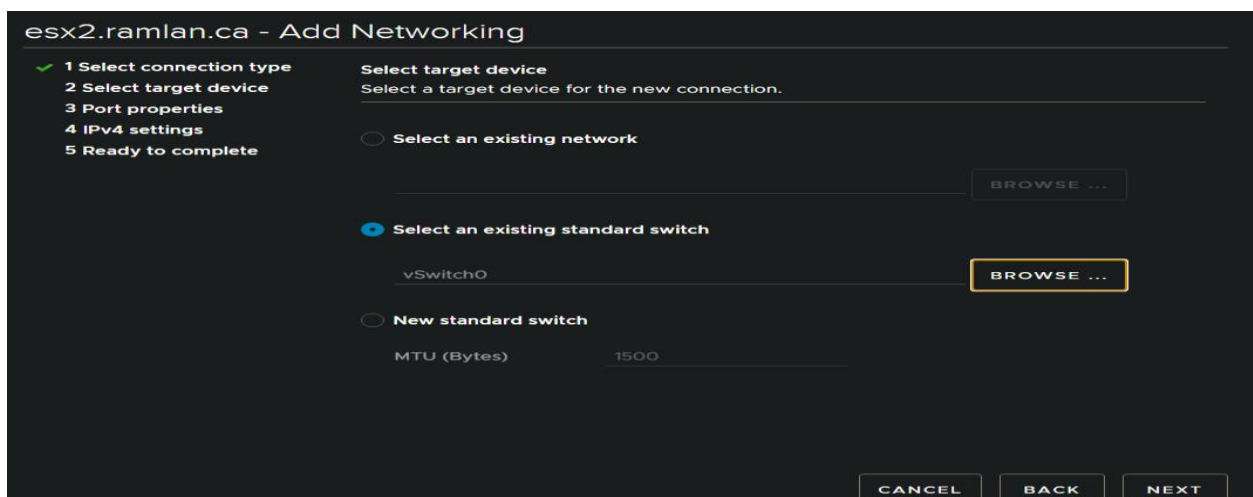 esx2.ramlan.ca - Add Networking
1 Select connection type
2 Select target device
3 Port properties
4 IPv4 settings
5 Ready to complete
Select target device
Select a target device for the new connection.
Select an existing network
BROWSE ...
Select an existing standard switch
vSwitch0
BROWSE ...
New standard switch
MTU (Bytes) 1500
CANCEL BACK NEXT